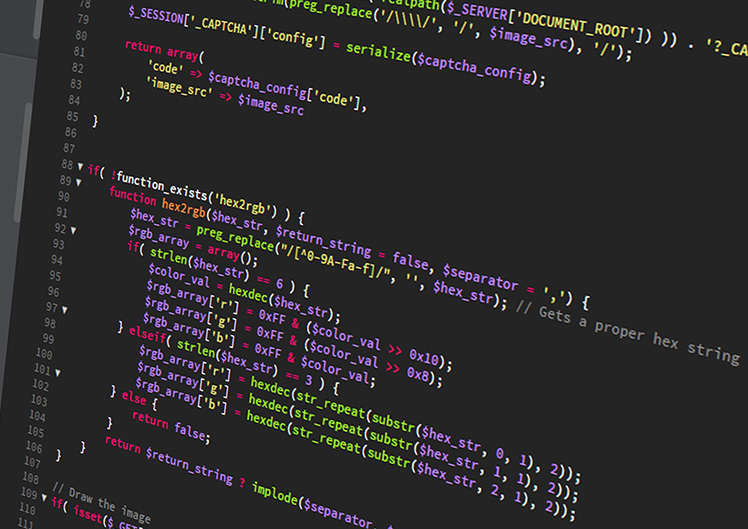 realpath($_SERVER['DOCUMENT_ROOT']) )) . '?_CA
(preg_replace('/\\\\/', '/', $image_src), '/');
78
79 $_SESSION['_CAPTCHA']['config'] = serialize($captcha_config);
80
81 return array(
82 'code' => $captcha_config['code'],
83 'image_src' => $image_src
84 );
85 }
86
87
88 if( !function_exists('hex2rgb') ) {
89 function hex2rgb($hex_str, $return_string = false, $separator = ',') {
90 $hex_str = preg_replace("/[^0-9A-Fa-f]/", '', $hex_str); // Gets a proper hex string
91 $rgb_array = array();
92 if( strlen($hex_str) == 6 ) {
93 $color_val = hexdec($hex_str);
94 $rgb_array['r'] = 0xFF & ($color_val >> 0x10);
95 $rgb_array['g'] = 0xFF & ($color_val >> 0x8);
96 $rgb_array['b'] = 0xFF & $color_val;
97 } elseif( strlen($hex_str) == 3 ) {
98 $rgb_array['r'] = hexdec(str_repeat(substr($hex_str, 0, 1), 2));
99 $rgb_array['g'] = hexdec(str_repeat(substr($hex_str, 1, 1), 2));
100 $rgb_array['b'] = hexdec(str_repeat(substr($hex_str, 2, 1), 2));
101 } else {
102 return false;
103 }
104 return $return_string ? implode($separator,
105 }
106 }
107
108 // Draw the image
109 if( isset($_GET
110
111